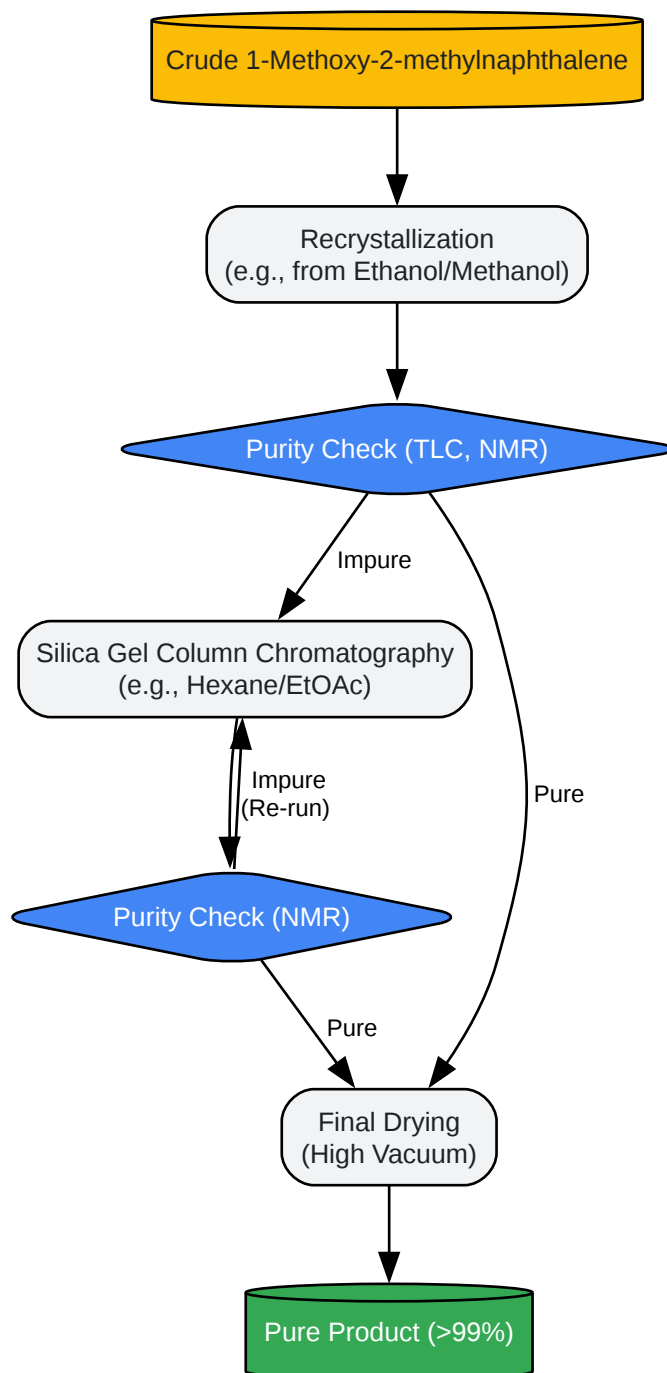 Crude 1-Methoxy-2-methylnaphthalene
Recrystallization
(e.g., from Ethanol/Methanol)
Purity Check (TLC, NMR)
Impure
Silica Gel Column Chromatography
(e.g., Hexane/EtOAc)
Impure
(Re-run)
Pure
Purity Check (NMR)
Pure
Final Drying
(High Vacuum)
Pure Product (>99%)